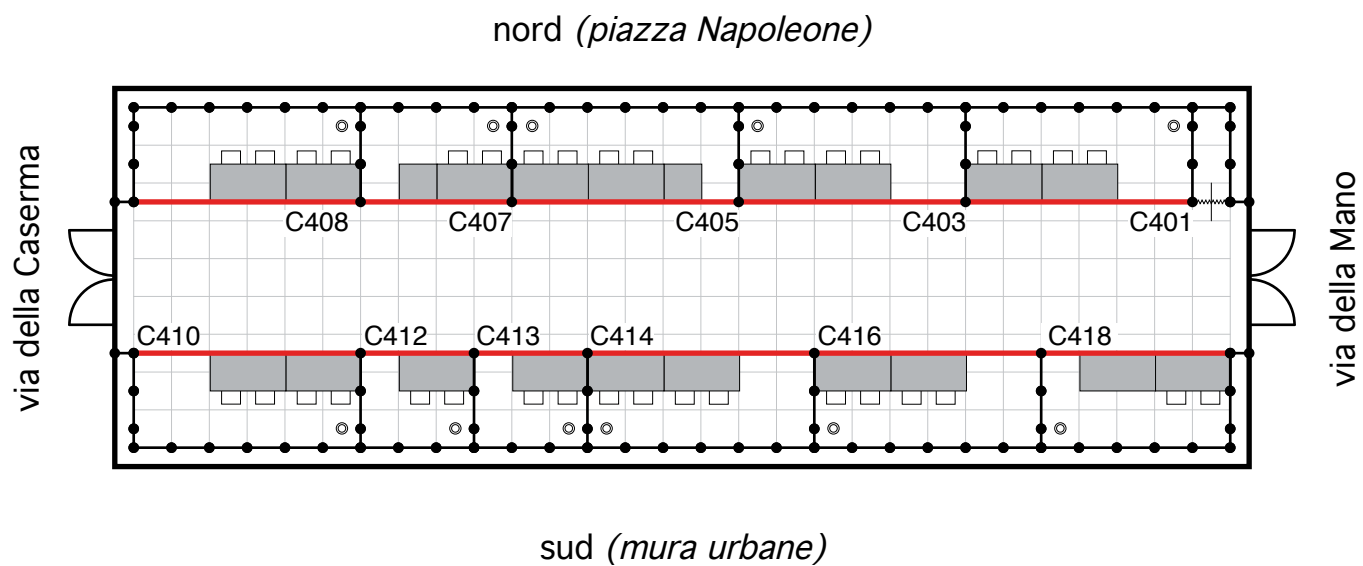 nord (piazza Napoleone)
via della Caserma
C408 C407 C405 C403 C401
C410 C412 C413 C414 C416 C418
via della Mano
sud (mura urbane)